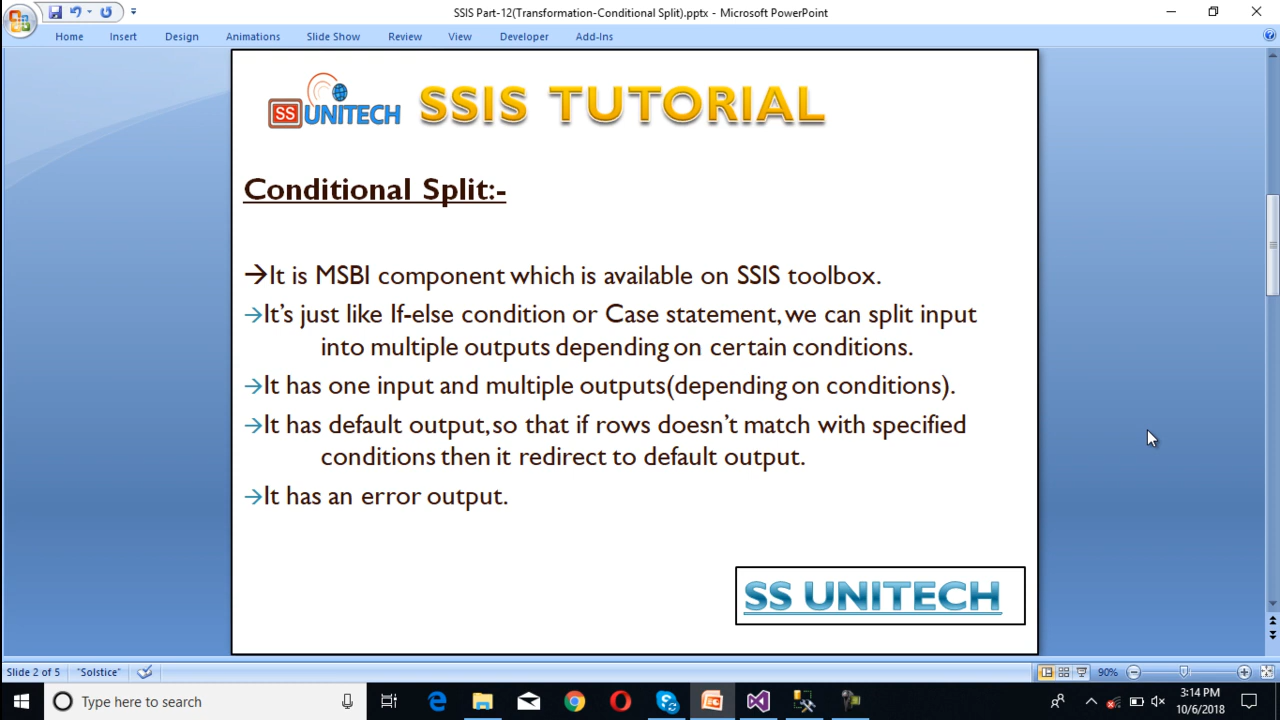 SSIS Part-12(Transformation-Conditional Split).pptx - Microsoft PowerPoint
Home Insert Design Animations Slide Show Review View Developer Add-Ins
SS UNITECH SSIS TUTORIAL
Conditional Split:-
→It is MSBI component which is available on SSIS toolbox.
→It's just like If-else condition or Case statement, we can split input
into multiple outputs depending on certain conditions.
→It has one input and multiple outputs(depending on conditions).
→It has default output, so that if rows doesn't match with specified
conditions then it redirect to default output.
→It has an error output.
SS UNITECH
Slide 2 of 5 "Solstice" 90%
Type here to search
3:14 PM
10/6/2018